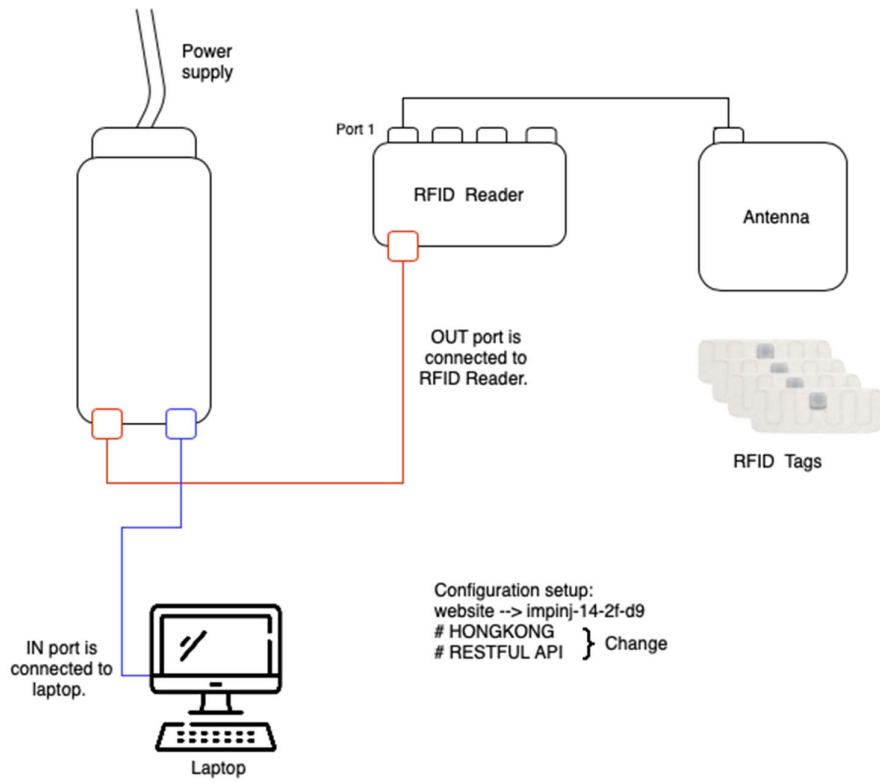 Power
supply
Port 1
RFID Reader
Antenna
OUT port is
connected to
RFID Reader.
RFID Tags
Configuration setup:
website --> impinj-14-2f-d9
# HONGKONG
# RESTFUL API
} Change
IN port is
connected to
laptop.
Laptop